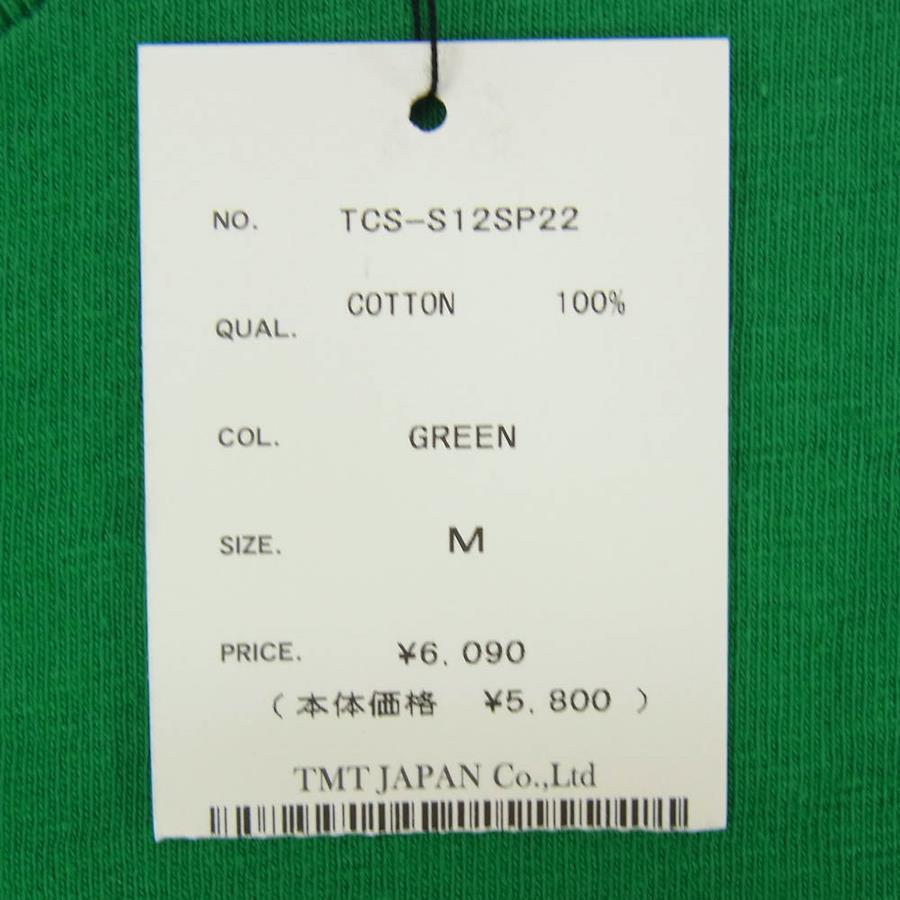 NO. TCS-S12SP22
COTTON 100%
QUAL.
COL. GREEN
SIZE. M
PRICE. ¥6,090
(本体価格 ¥5,800)
TMT JAPAN Co.,Ltd